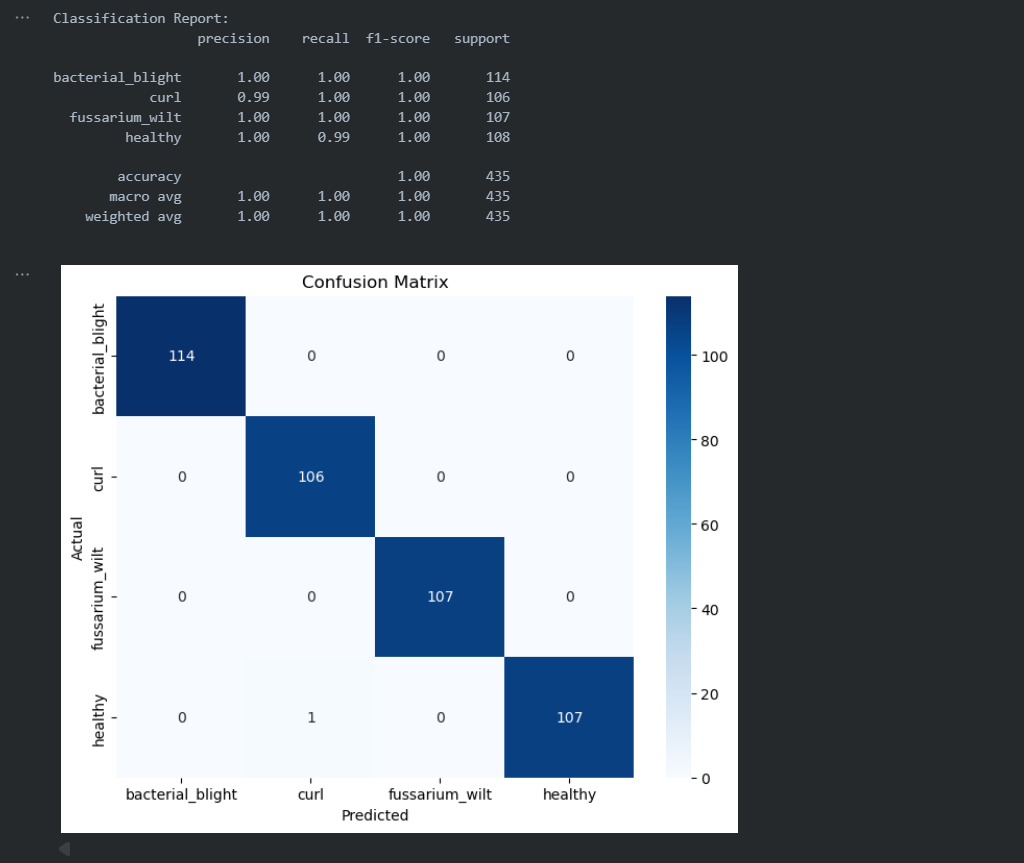 Classification Report:
precision recall f1-score support
bacterial_blight 1.00 1.00 1.00 114
curl 0.99 1.00 1.00 106
fussarium_wilt 1.00 1.00 1.00 107
healthy 1.00 0.99 1.00 108
accuracy 1.00 435
macro avg 1.00 1.00 1.00 435
weighted avg 1.00 1.00 1.00 435
Confusion Matrix
Actual
bacterial_blight 114 0 0 0
curl 0 106 0 0
fussarium_wilt 0 0 107 0
healthy 0 1 0 107
bacterial_blight curl fussarium_wilt healthy
Predicted
100
80
60
40
20
0